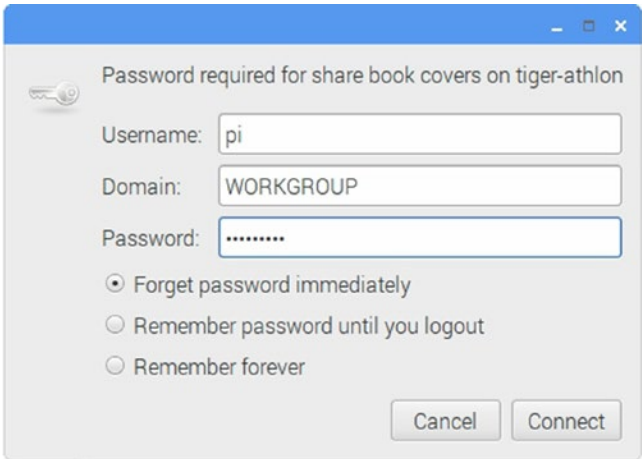 Password required for share book covers on tiger-athlon
Username: pi
Domain: WORKGROUP
Password: •••••••••
Forget password immediately
Remember password until you logout
Remember forever
Cancel Connect